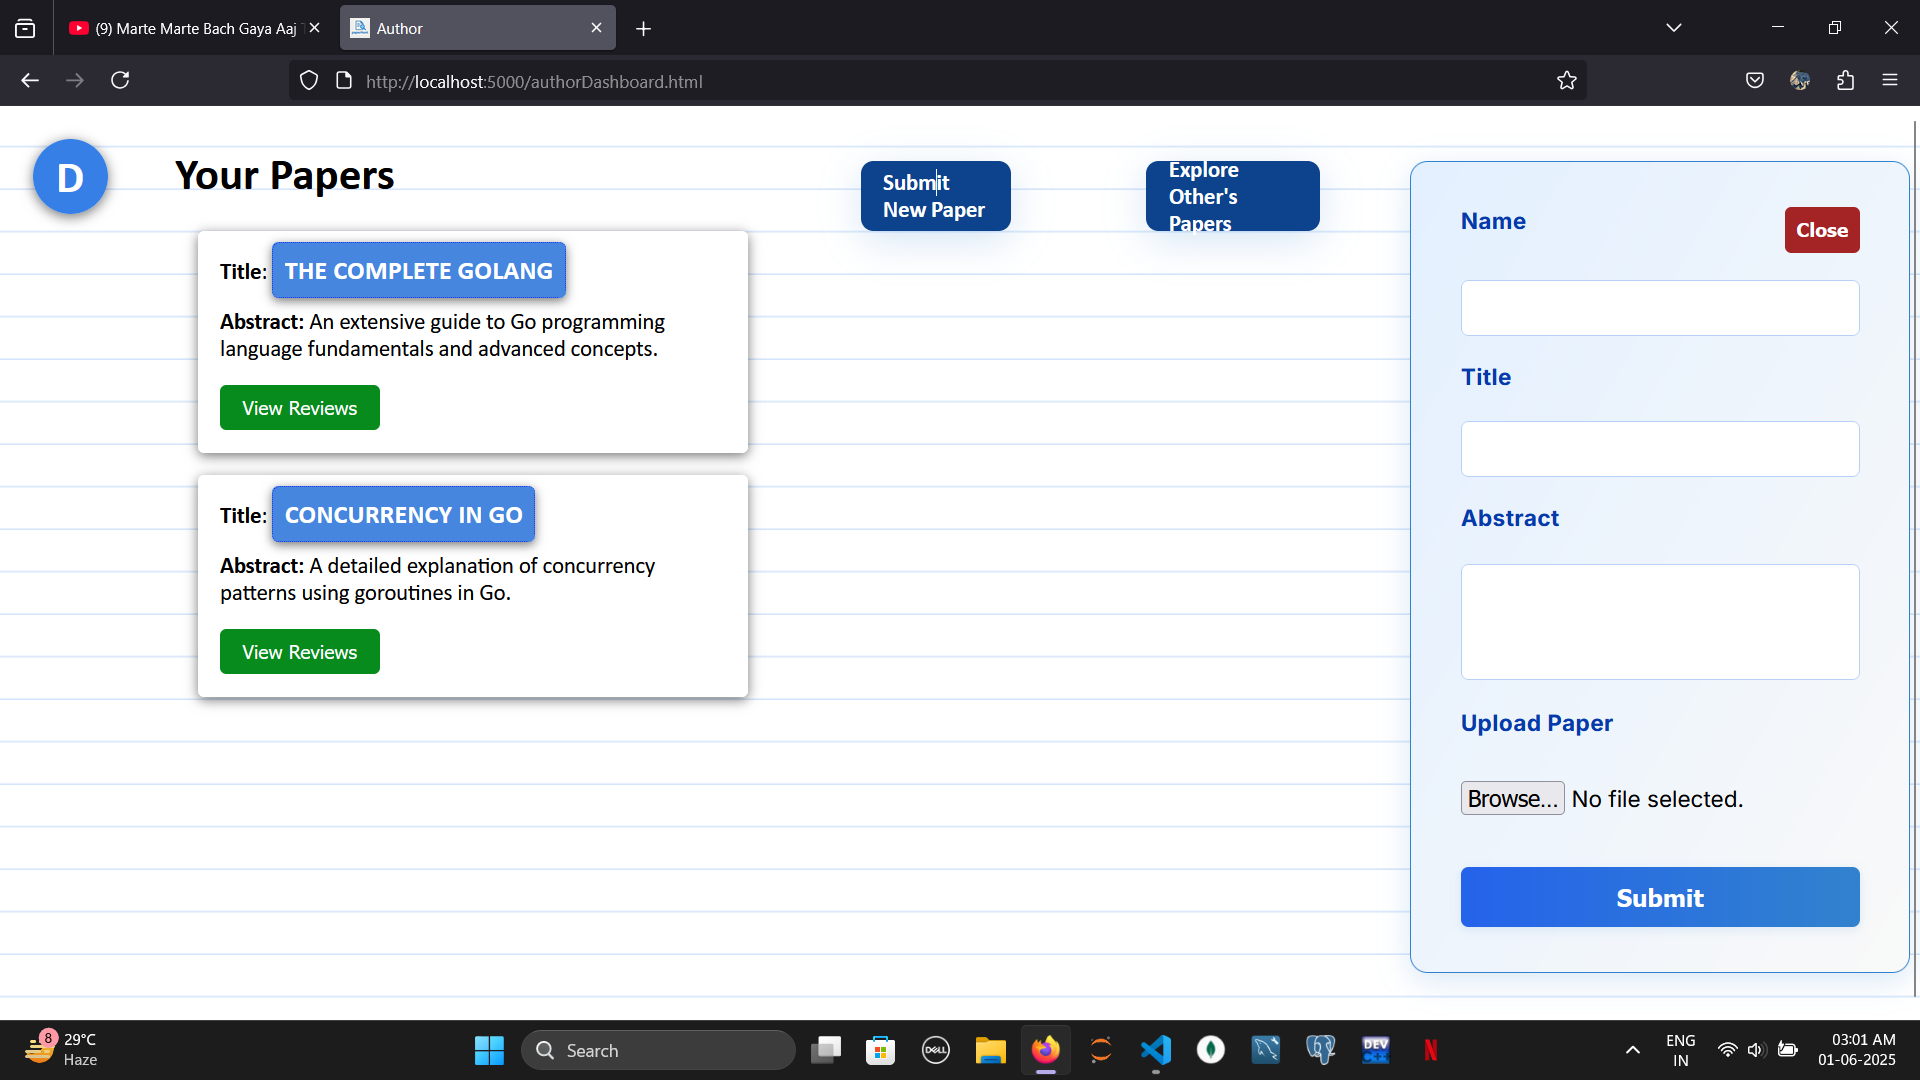 (9) Marte Marte Bach Gaya Aaj
Author
http://localhost:5000/authorDashboard.html
D
Your Papers
Submit
New Paper
Explore
Other's
Papers
Title: THE COMPLETE GOLANG
Abstract: An extensive guide to Go programming
language fundamentals and advanced concepts.
View Reviews
Title: CONCURRENCY IN GO
Abstract: A detailed explanation of concurrency
patterns using goroutines in Go.
View Reviews
Name
Close
Title
Abstract
Upload Paper
Browse... No file selected.
Submit
8
29°C
Haze
Search
DELL
DEV
C++
N
ENG
IN
03:01 AM
01-06-2025